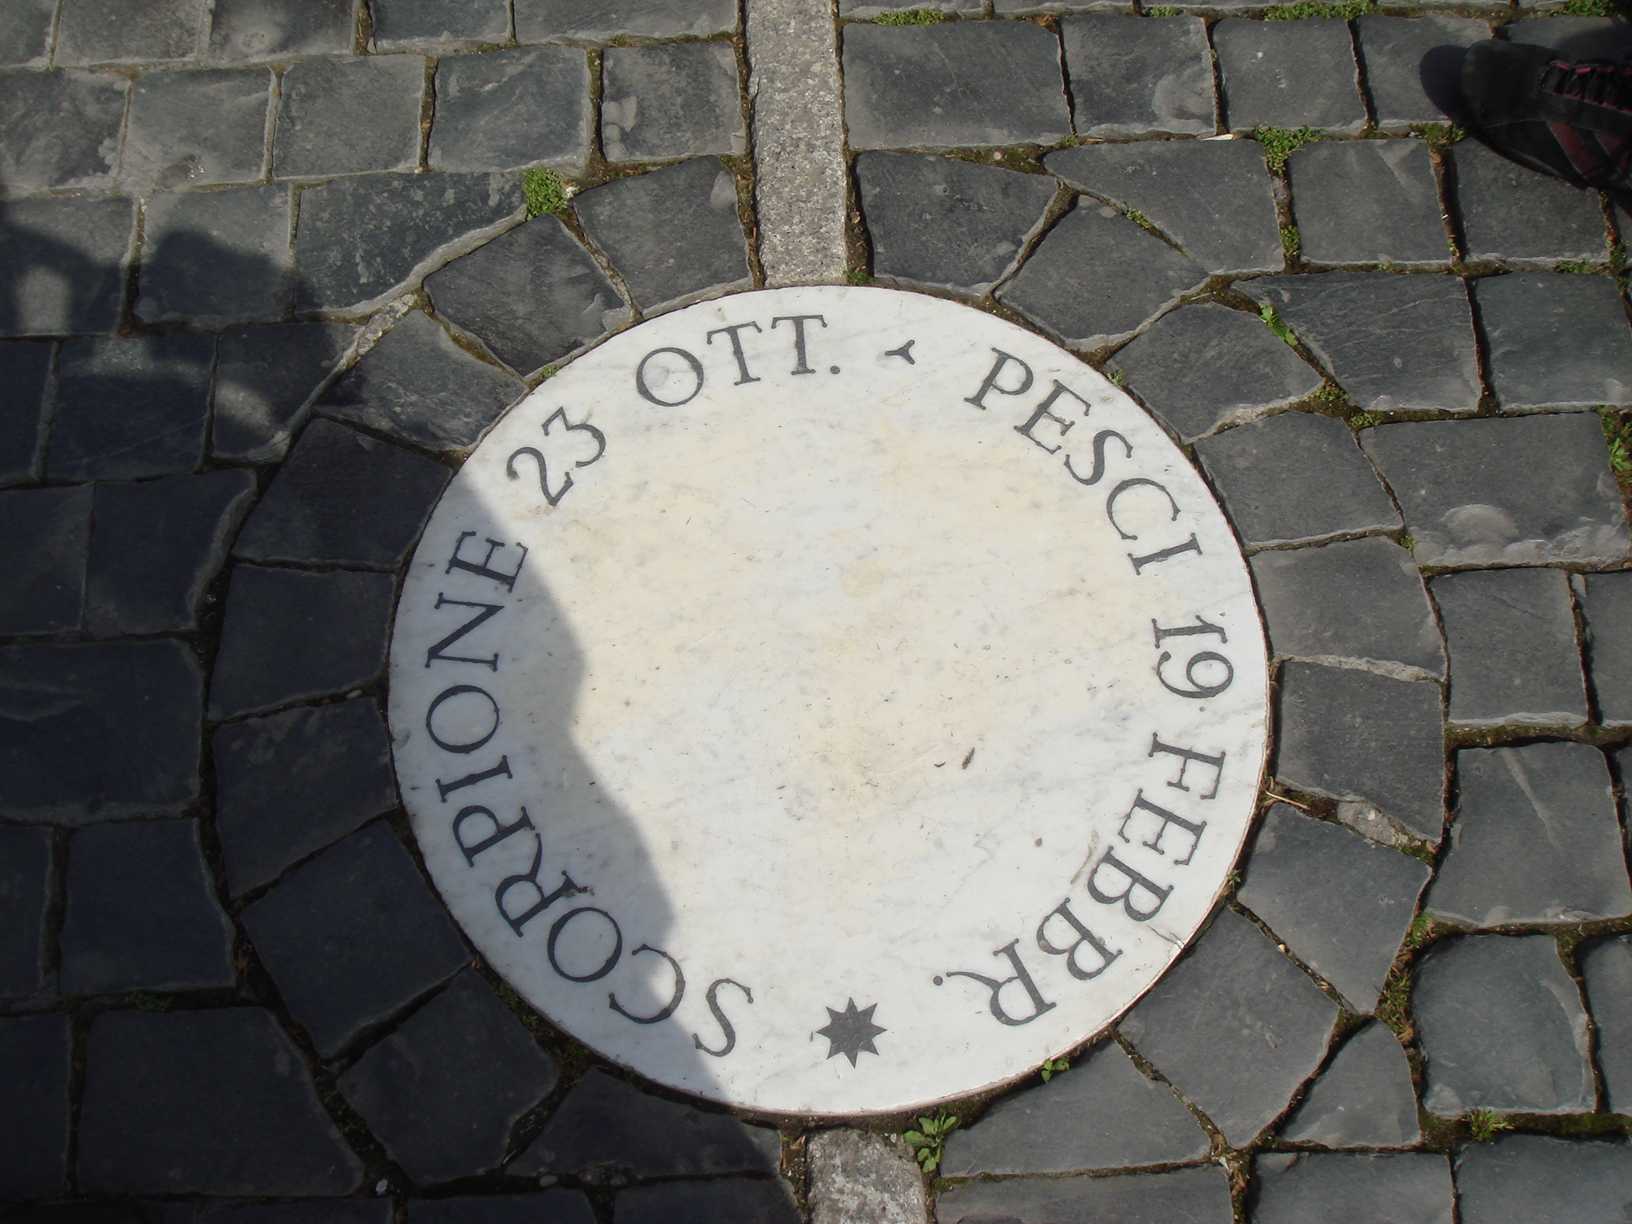 SCORPIONE 23 OTT.
PESCI 19 FEBBR.